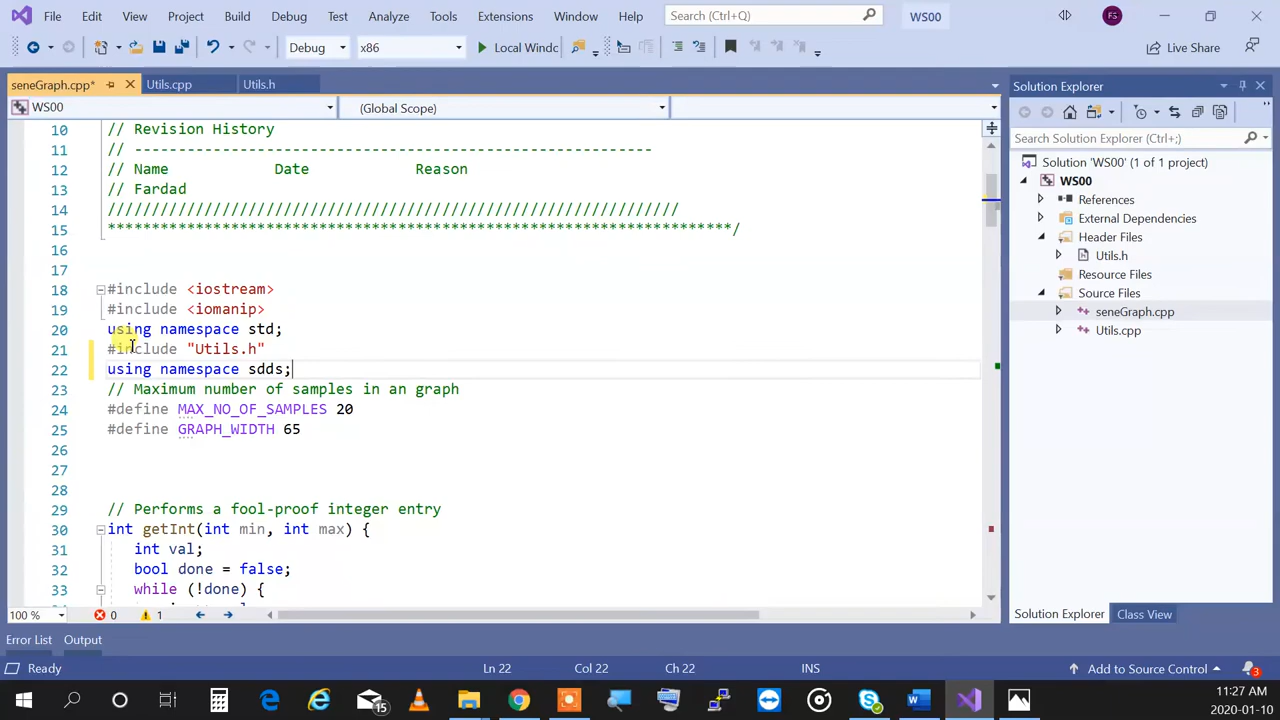 File Edit View Project Build Debug Test Analyze Tools Extensions Window Help Search (Ctrl+Q) WS00 FS
Debug x86 Local Windc Live Share
seneGraph.cpp* Utils.cpp Utils.h
WS00 (Global Scope)
10 // Revision History
11 // -----------------------------------------------------------
12 // Name Date Reason
13 // Fardad
14 /////////////////////////////////////////////////////////////////
15 ***********************************************************************/
16
17
18 #include <iostream>
19 #include <iomanip>
20 using namespace std;
21 #include "Utils.h"
22 using namespace sdds;
23 // Maximum number of samples in an graph
24 #define MAX_NO_OF_SAMPLES 20
25 #define GRAPH_WIDTH 65
26
27
28
29 // Performs a fool-proof integer entry
30 int getInt(int min, int max) {
31 int val;
32 bool done = false;
33 while (!done) {
100 % 0 1
Error List Output
Ready Ln 22 Col 22 Ch 22 INS Add to Source Control 3
Solution Explorer
Search Solution Explorer (Ctrl+;)
Solution 'WS00' (1 of 1 project)
WS00
References
External Dependencies
Header Files
Utils.h
Resource Files
Source Files
seneGraph.cpp
Utils.cpp
Solution Explorer Class View
15
11:27 AM
2020-01-10